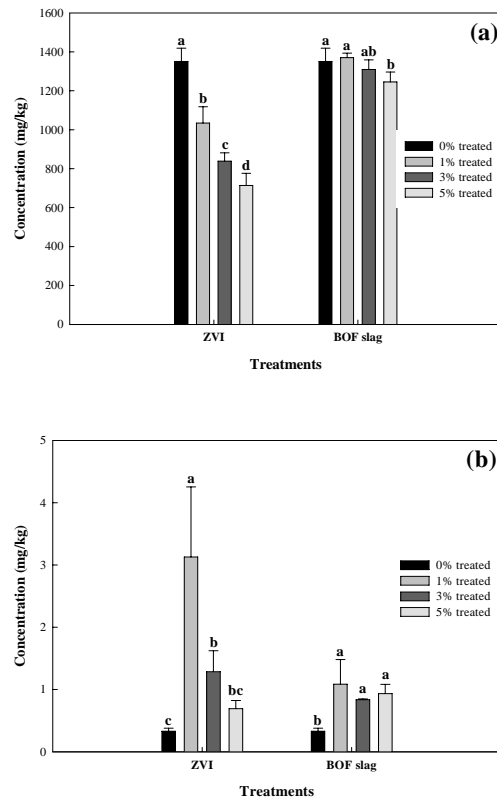 (a)
1600
1400
1200
1000
800
600
400
200
0
Concentration (mg/kg)
a b c d a a ab b
0% treated
1% treated
3% treated
5% treated
ZVI BOF slag
Treatments
(b)
5
4
3
2
1
0
Concentration (mg/kg)
c a b bc b a a a
0% treated
1% treated
3% treated
5% treated
ZVI BOF slag
Treatments